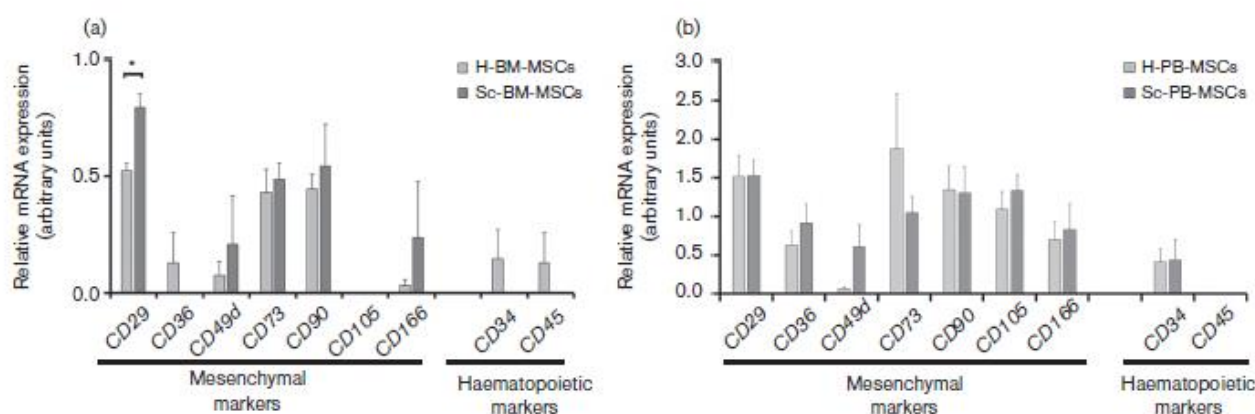 (a)
Relative mRNA expression
(arbitrary units)
1.0
0.5
0.0
*
H-BM-MSCs
Sc-BM-MSCs
CD29 CD36 CD49d CD73 CD90 CD105 CD166 CD34 CD45
Mesenchymal
markers
Haematopoietic
markers
(b)
Relative mRNA expression
(arbitrary units)
3.0
2.5
2.0
1.5
1.0
0.5
0.0
H-PB-MSCs
Sc-PB-MSCs
CD29 CD36 CD49d CD73 CD90 CD105 CD166 CD34 CD45
Mesenchymal
markers
Haematopoietic
markers